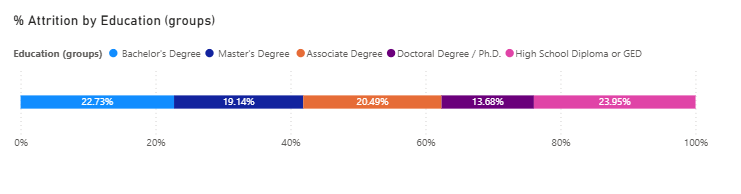 % Attrition by Education (groups)
Education (groups) Bachelor's Degree Master's Degree Associate Degree Doctoral Degree / Ph.D. High School Diploma or GED
22.73% 19.14% 20.49% 13.68% 23.95%
0% 20% 40% 60% 80% 100%